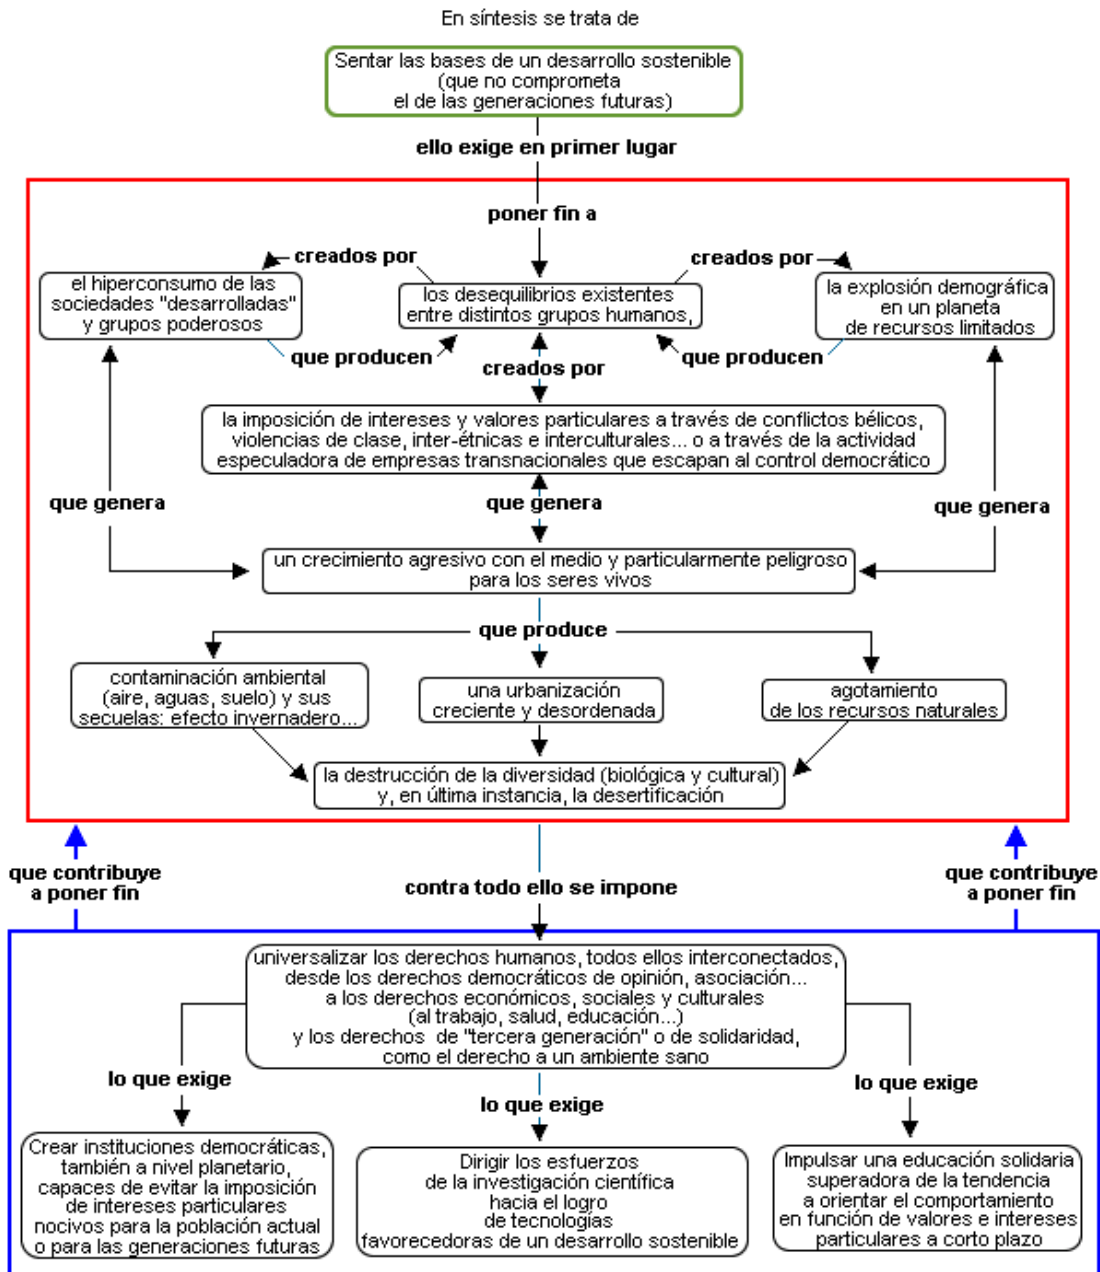 En síntesis se trata de
Sentar las bases de un desarrollo sostenible
(que no comprometa
el de las generaciones futuras)
ello exige en primer lugar
poner fin a
creados por
creados por
el hiperconsumo de las
sociedades "desarrolladas"
y grupos poderosos
los desequilibrios existentes
entre distintos grupos humanos,
la explosión demográfica
en un planeta
de recursos limitados
que producen
que producen
creados por
la imposición de intereses y valores particulares a través de conflictos bélicos,
violencias de clase, inter-étnicas e interculturales... o a través de la actividad
especuladora de empresas transnacionales que escapan al control democrático
que genera
que genera
que genera
un crecimiento agresivo con el medio y particularmente peligroso
para los seres vivos
que produce
contaminación ambiental
(aire, aguas, suelo) y sus
secuelas: efecto invernadero...
una urbanización
creciente y desordenada
agotamiento
de los recursos naturales
la destrucción de la diversidad (biológica y cultural)
y, en última instancia, la desertificación
que contribuye
a poner fin
contra todo ello se impone
que contribuye
a poner fin
universalizar los derechos humanos, todos ellos interconectados,
desde los derechos democráticos de opinión, asociación...
a los derechos económicos, sociales y culturales
(al trabajo, salud, educación...)
y los derechos de "tercera generación" o de solidaridad,
como el derecho a un ambiente sano
lo que exige
lo que exige
lo que exige
Crear instituciones democráticas,
también a nivel planetario,
capaces de evitar la imposición
de intereses particulares
nocivos para la población actual
o para las generaciones futuras
Dirigir los esfuerzos
de la investigación científica
hacia el logro
de tecnologías
favorecedoras de un desarrollo sostenible
Impulsar una educación solidaria
superadora de la tendencia
a orientar el comportamiento
en función de valores e intereses
particulares a corto plazo